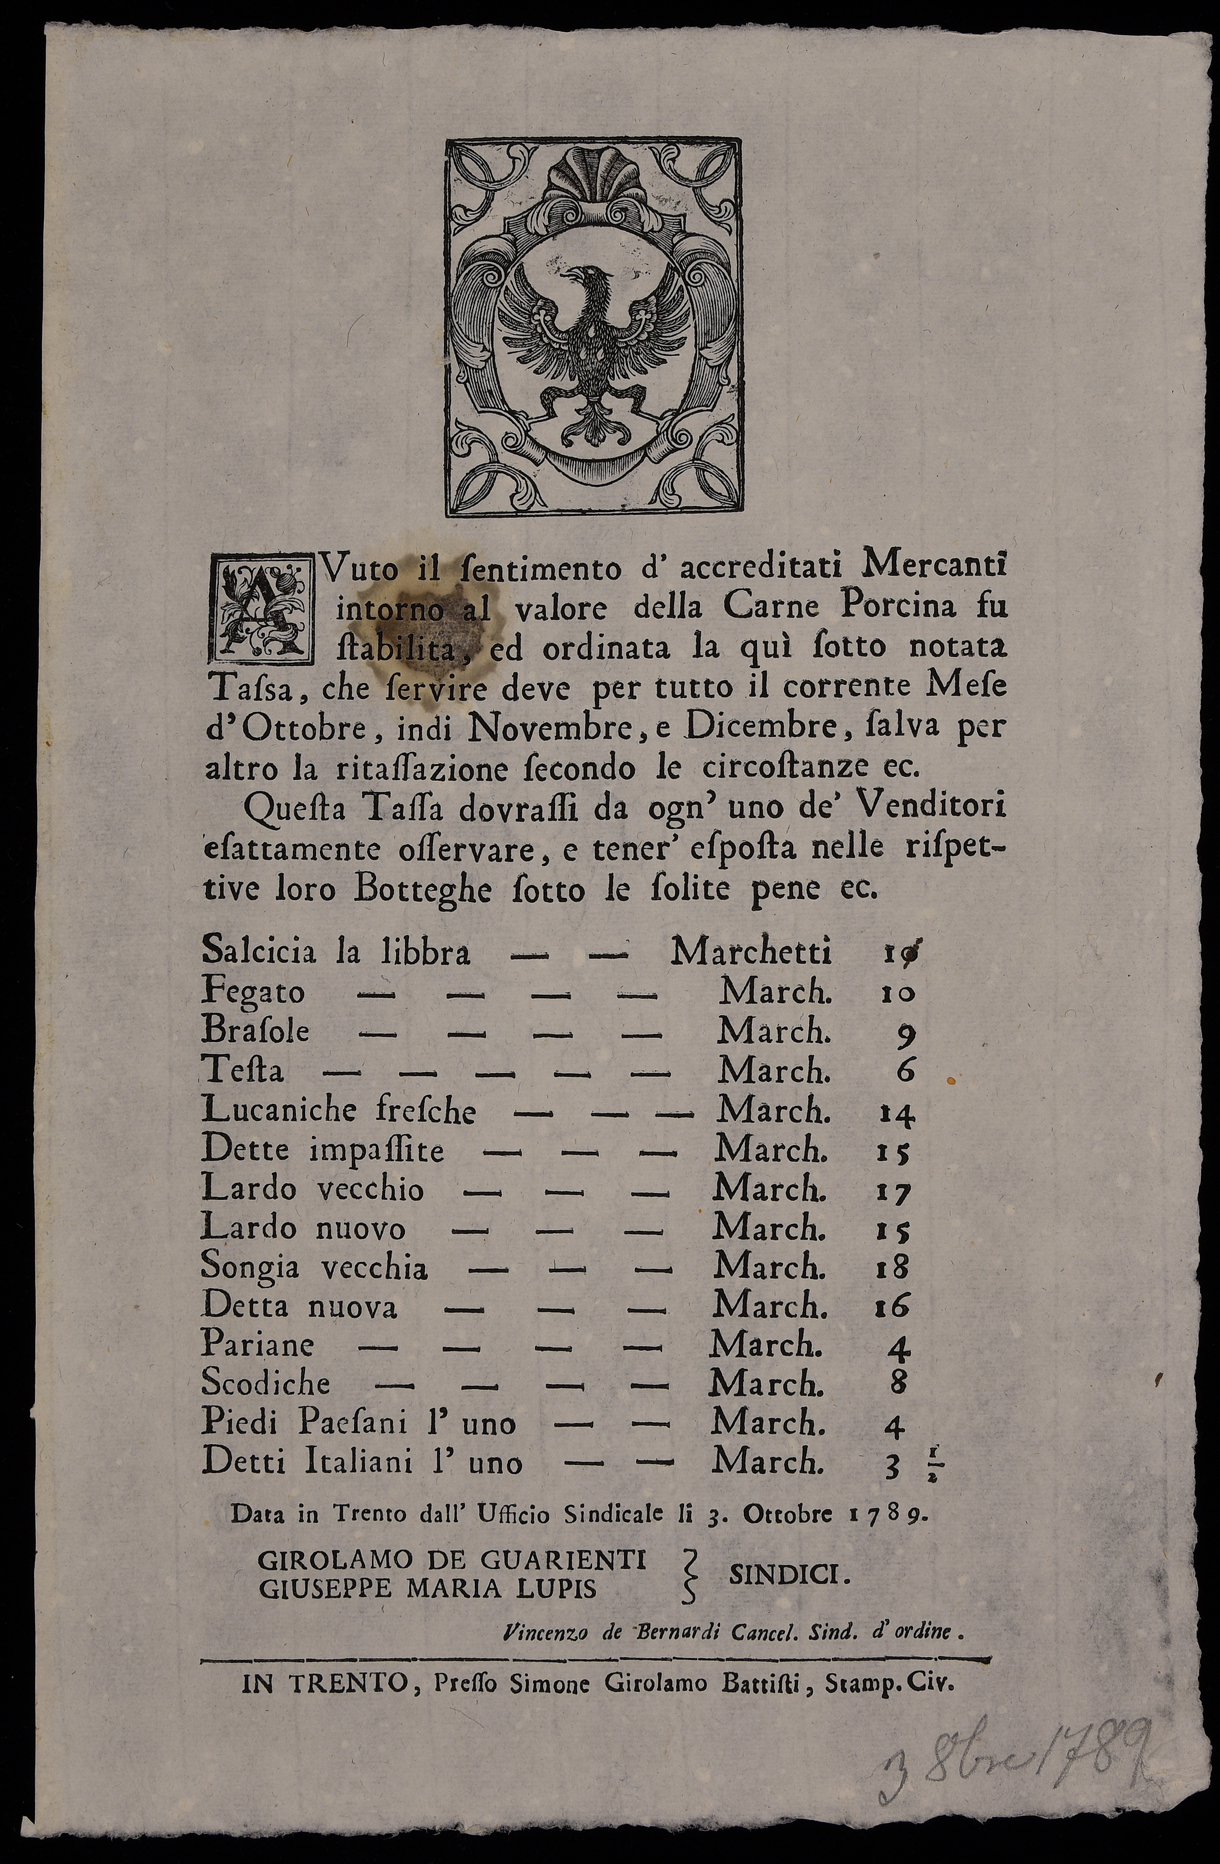 AVuto il ſentimento d' accreditati Mercanti
intorno al valore della Carne Porcina fu
ſtabilita, ed ordinata la quì ſotto notata
Taſsa, che ſervire deve per tutto il corrente Meſe
d'Ottobre, indi Novembre, e Dicembre, ſalva per
altro la ritaſſazione ſecondo le circoſtanze ec.
Queſta Taſſa dovraſſi da ogn' uno de' Venditori
eſattamente oſſervare, e tener' eſpoſta nelle riſpet-
tive loro Botteghe ſotto le ſolite pene ec.
Salcicia la libbra — — Marchetti
Fegato — — — — March. 10
Braſole — — — — March. 9
Teſta — — — — — March. 6
Lucaniche freſche — — — March. 14
Dette impaſſite — — — March. 15
Lardo vecchio — — — March. 17
Lardo nuovo — — — March. 15
Songia vecchia — — — March. 18
Detta nuova — — — March. 16
Pariane — — — — March. 4
Scodiche — — — — March. 8
Piedi Paeſani l' uno — — March. 4
Detti Italiani l' uno — — March. 3 1/2
Data in Trento dall' Ufficio Sindicale li 3. Ottobre 1789.
GIROLAMO DE GUARIENTI
GIUSEPPE MARIA LUPIS } SINDICI.
Vincenzo de Bernardi Cancel. Sind. d' ordine.
IN TRENTO, Preſſo Simone Girolamo Battiſti, Stamp. Civ.
3 8bre 1789